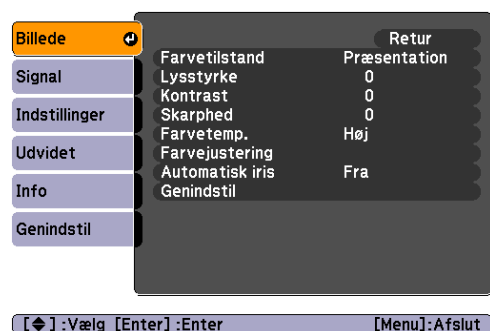 Billede
Signal
Indstillinger
Udvidet
Info
Genindstil
Retur
Farvetilstand Præsentation
Lysstyrke 0
Kontrast 0
Skarphed 0
Farvetemp. Høj
Farvejustering
Automatisk iris Fra
Genindstil
[◆] :Vælg [Enter] :Enter [Menu]:Afslut